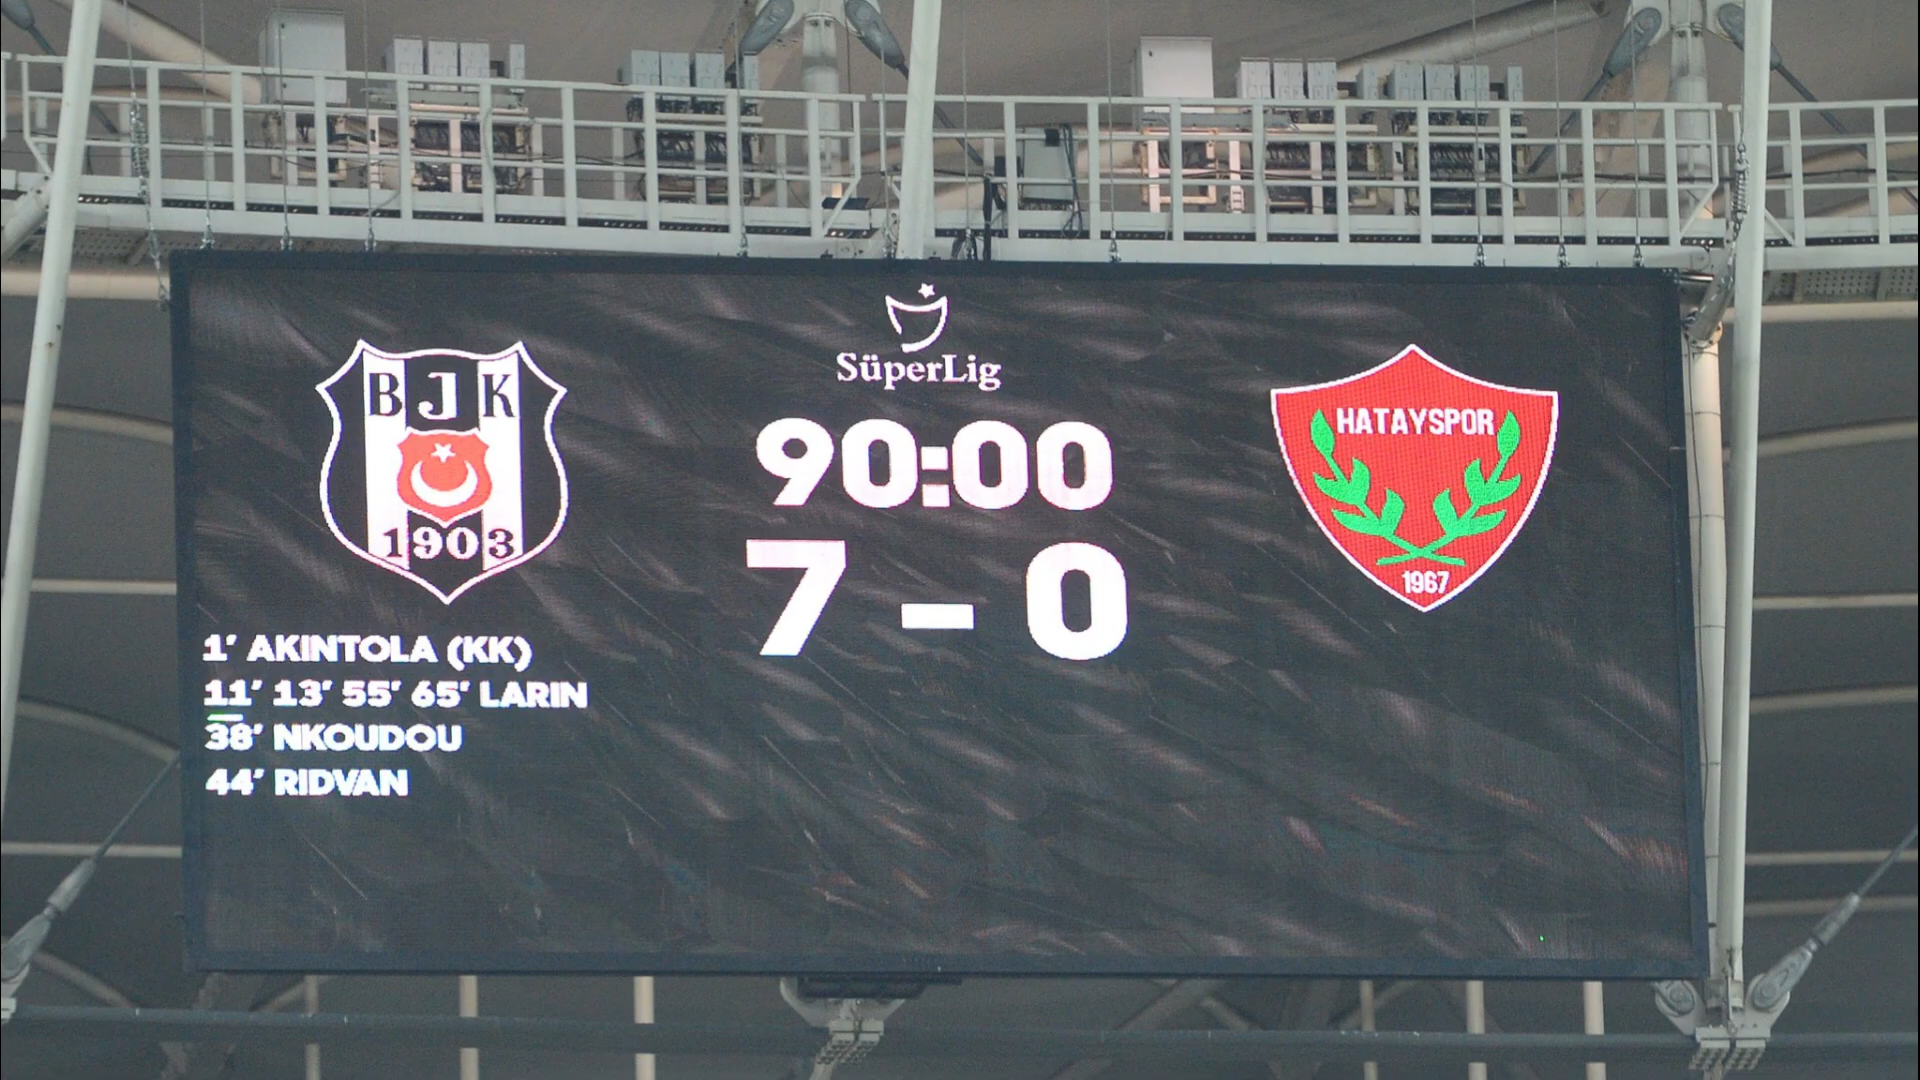 BJK
1903
SüperLig
90:00
7 - 0
HATAYSPOR
1967
1' AKINTOLA (KK)
11' 13' 55' 65' LARIN
38' NKOUDOU
44' RIDVAN